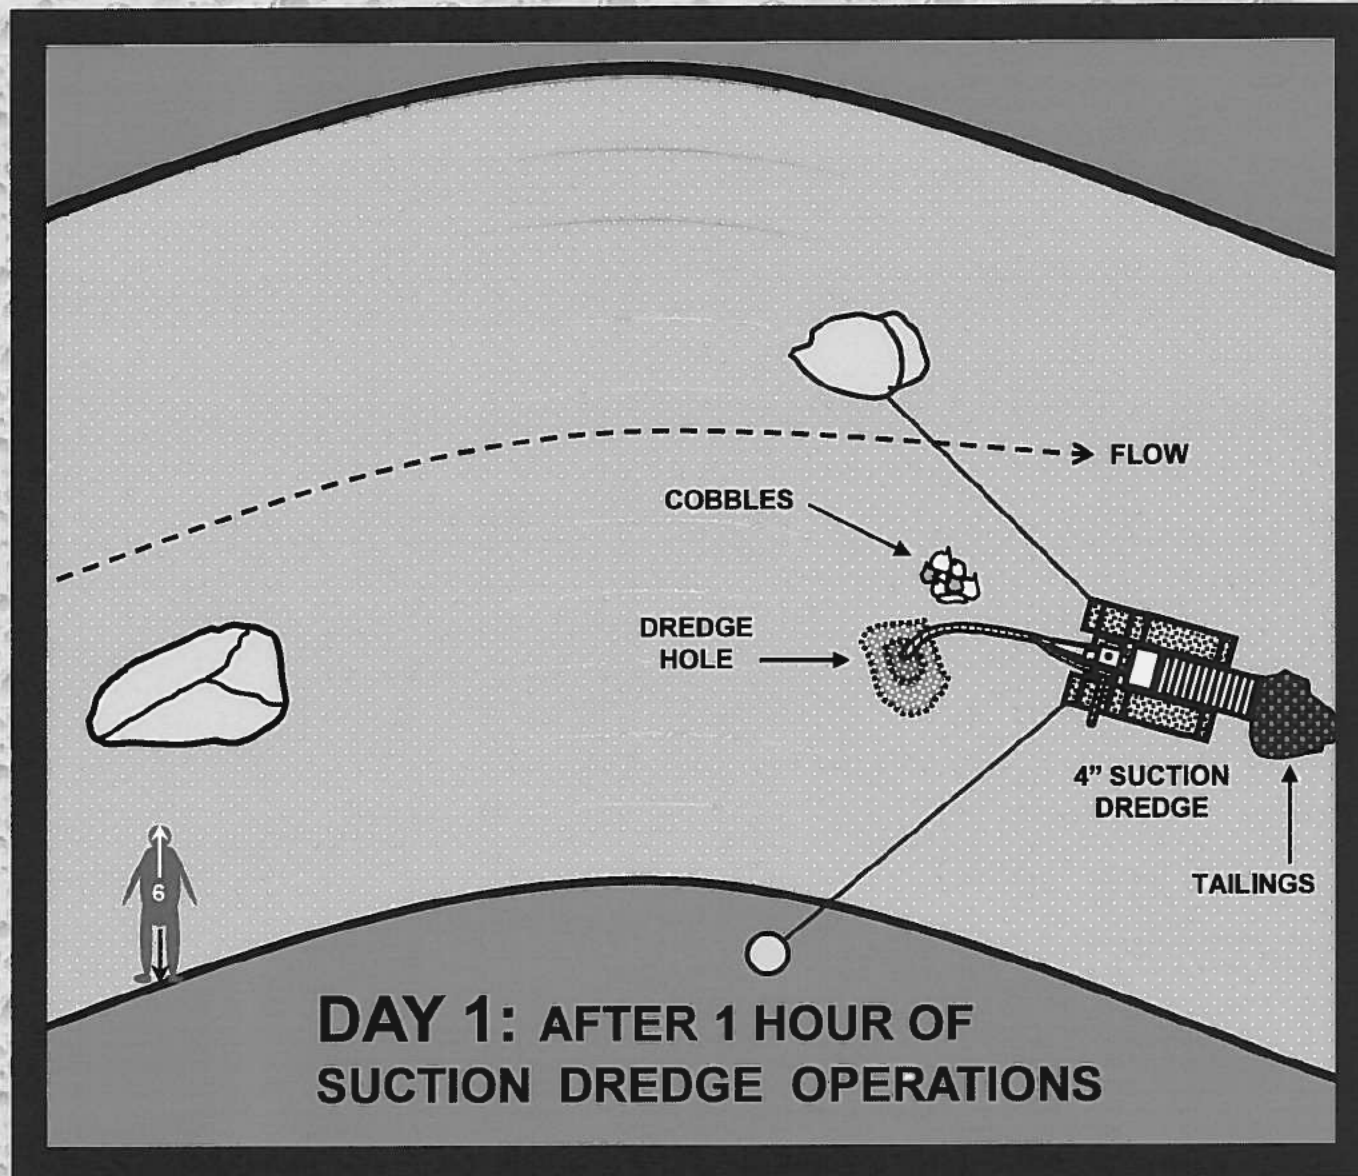 FLOW
COBBLES
DREDGE
HOLE
4” SUCTION
DREDGE
TAILINGS
6
DAY 1: AFTER 1 HOUR OF
SUCTION DREDGE OPERATIONS